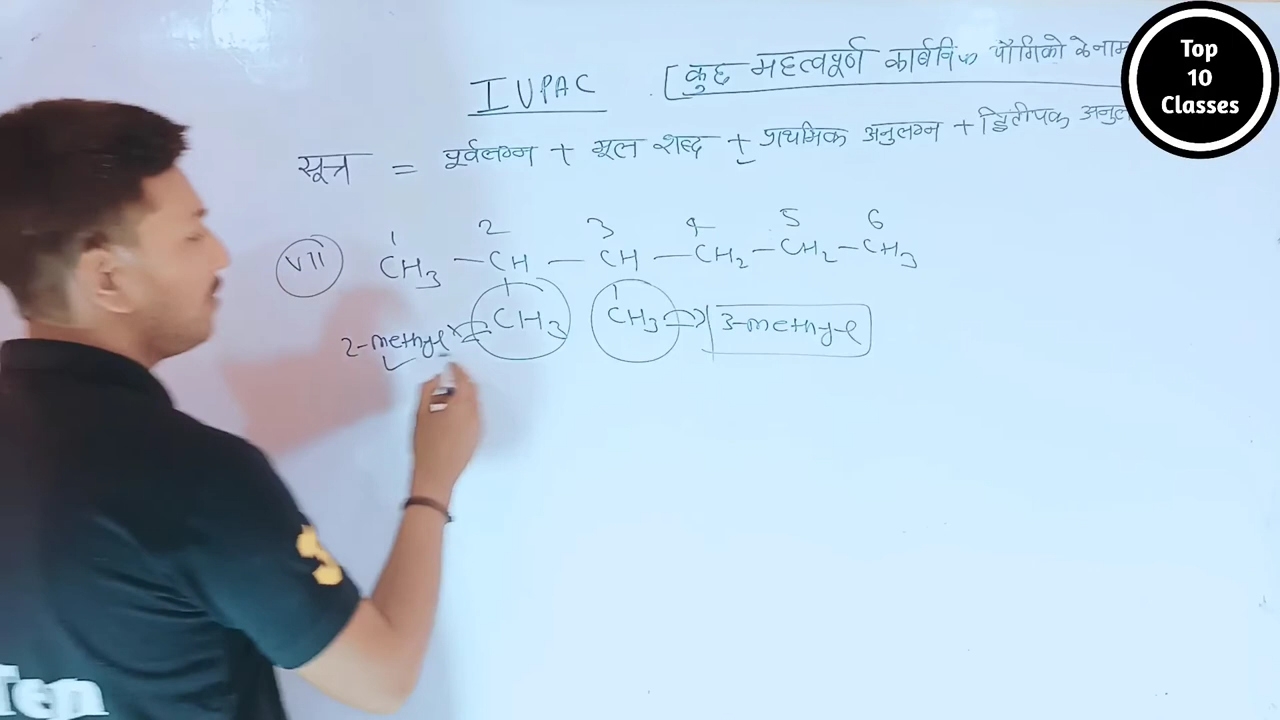 IUPAC [कुछ महत्वपूर्ण कार्बनिक यौगिको के नाम
सूत्र = पूर्वलग्न + मूल शब्द + प्राथमिक अनुलग्न + द्वितीयक
1 2 3 4 5 6
VII CH3 – CH – CH – CH2 – CH2 – CH3
CH3 CH3 3-methyl
2-methyl
Top
10
Classes
Ten